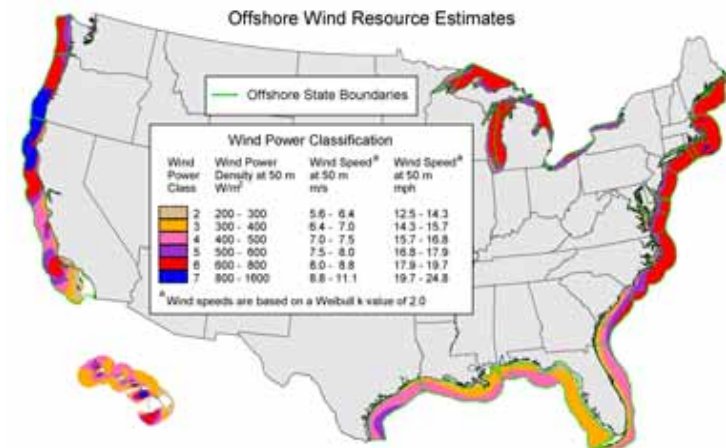 Offshore Wind Resource Estimates
Offshore State Boundaries
Wind Power Classification
Wind Power Class Wind Power Density at 50 m W/m² Wind Speed ᵃ at 50 m m/s Wind Speed ᵃ at 50 m mph
2 200 - 300 5.6 - 6.4 12.5 - 14.3
3 300 - 400 6.4 - 7.0 14.3 - 15.7
4 400 - 500 7.0 - 7.5 15.7 - 16.8
5 500 - 600 7.5 - 8.0 16.8 - 17.9
6 600 - 800 8.0 - 8.8 17.9 - 19.7
7 800 - 1600 8.8 - 11.1 19.7 - 24.8
ᵃ Wind speeds are based on a Weibull k value of 2.0